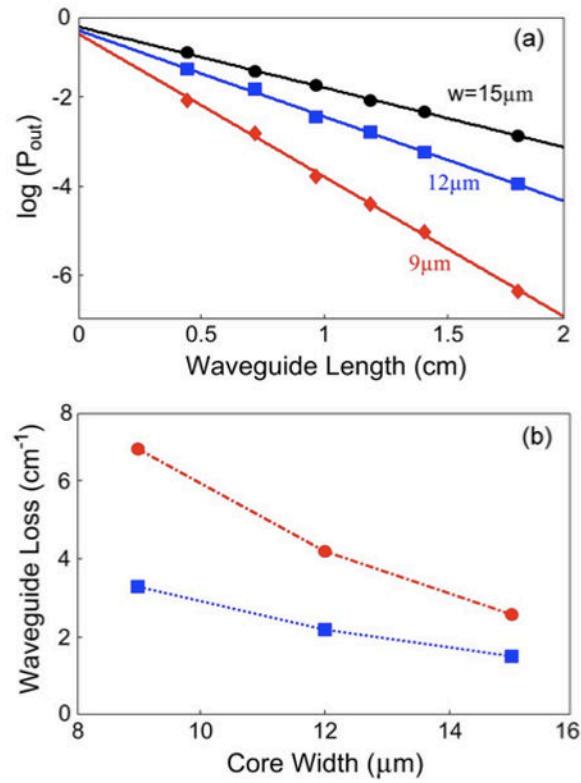 0
(a)
w=15μm
-2
12μm
-4
9μm
-6
log (Pout)
0
0.5
1
1.5
2
Waveguide Length (cm)
8
(b)
6
4
2
0
Waveguide Loss (cm-1)
8
10
12
14
16
Core Width (μm)